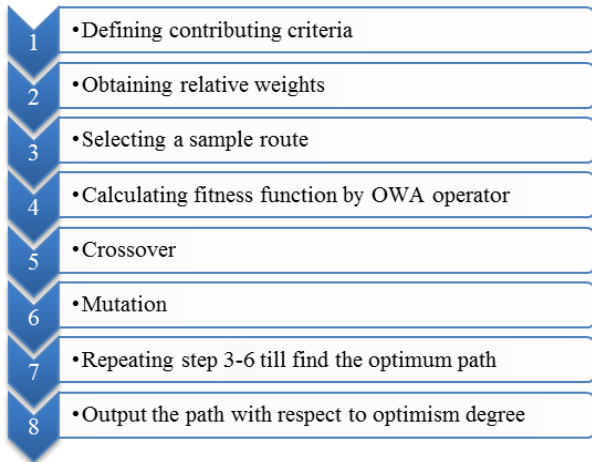 1 •Defining contributing criteria
2 •Obtaining relative weights
3 •Selecting a sample route
4 •Calculating fitness function by OWA operator
5 •Crossover
6 •Mutation
7 •Repeating step 3-6 till find the optimum path
8 •Output the path with respect to optimism degree